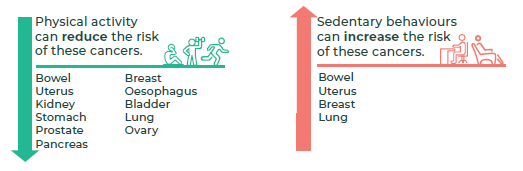 Physical activity
can reduce the risk
of these cancers.
Bowel
Uterus
Kidney
Stomach
Prostate
Pancreas
Breast
Oesophagus
Bladder
Lung
Ovary
Sedentary behaviours
can increase the risk
of these cancers.
Bowel
Uterus
Breast
Lung